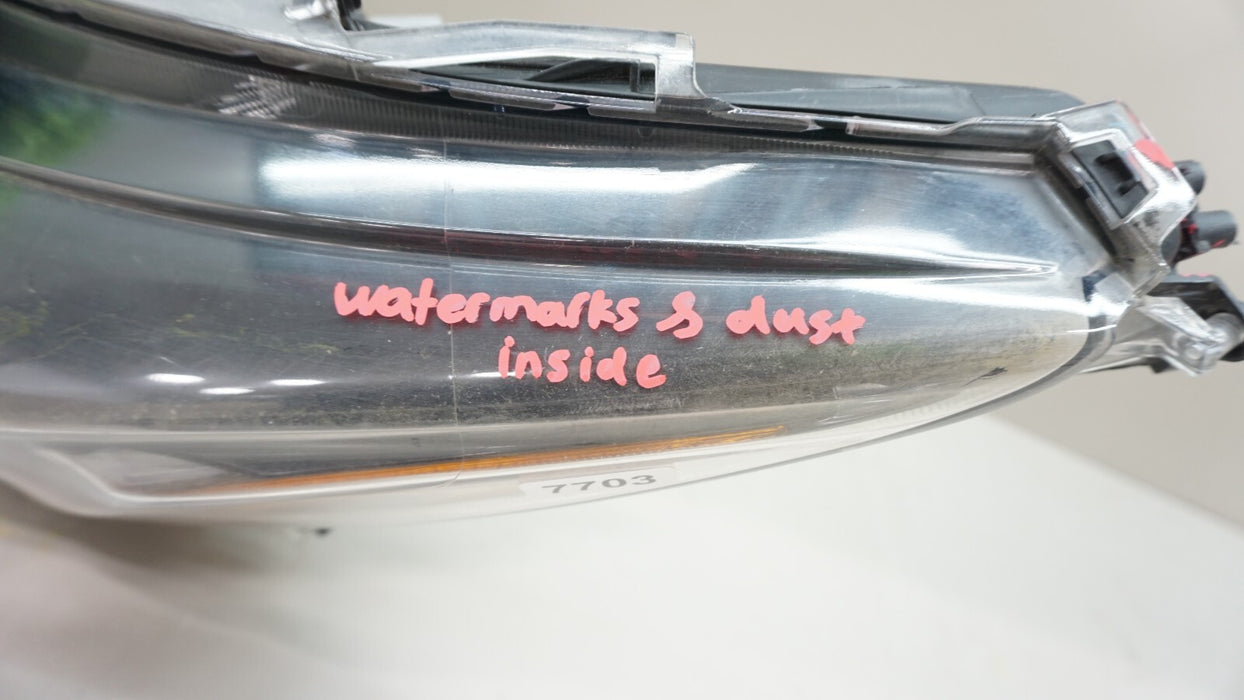 watermarks & dust
inside
7703